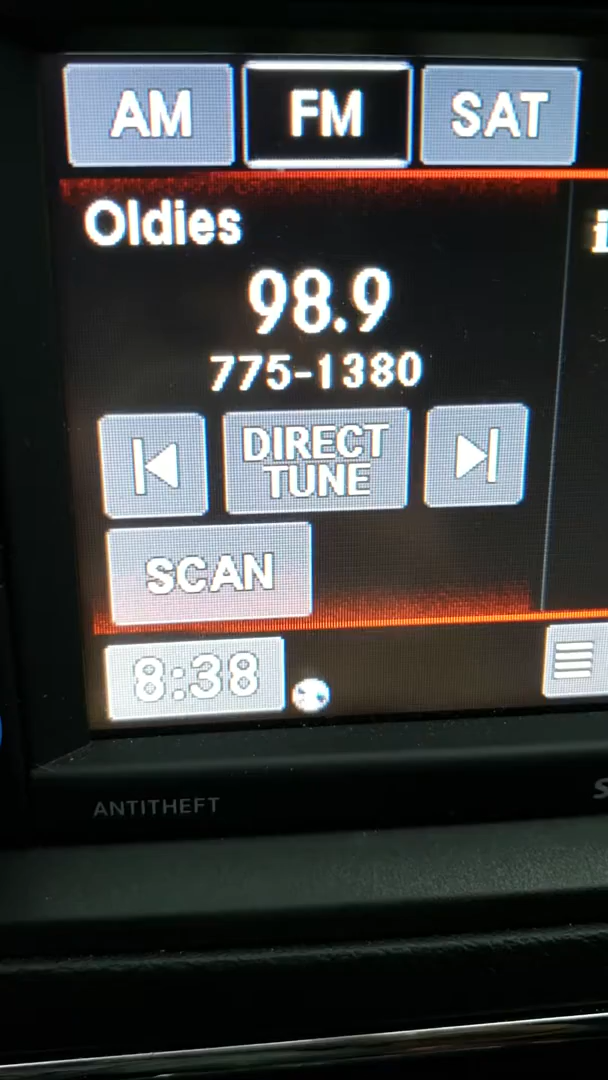 AM FM SAT
Oldies
98.9
775-1380
DIRECT
TUNE
SCAN
8:38
ANTITHEFT